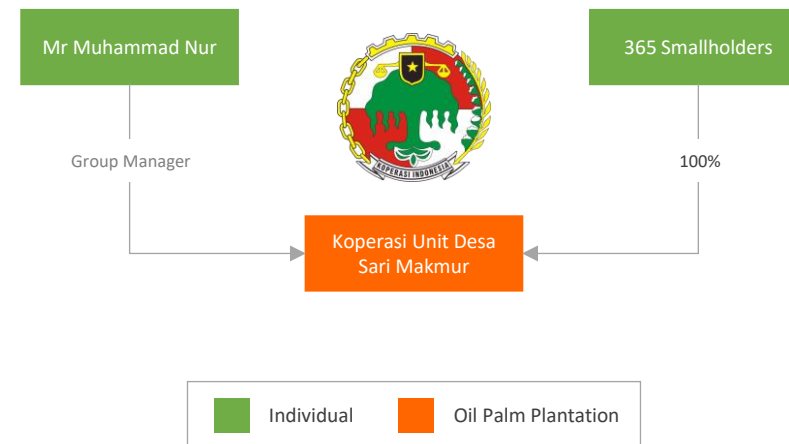 Mr Muhammad Nur
365 Smallholders
KOPERASI INDONESIA
Group Manager
100%
Koperasi Unit Desa
Sari Makmur
Individual
Oil Palm Plantation